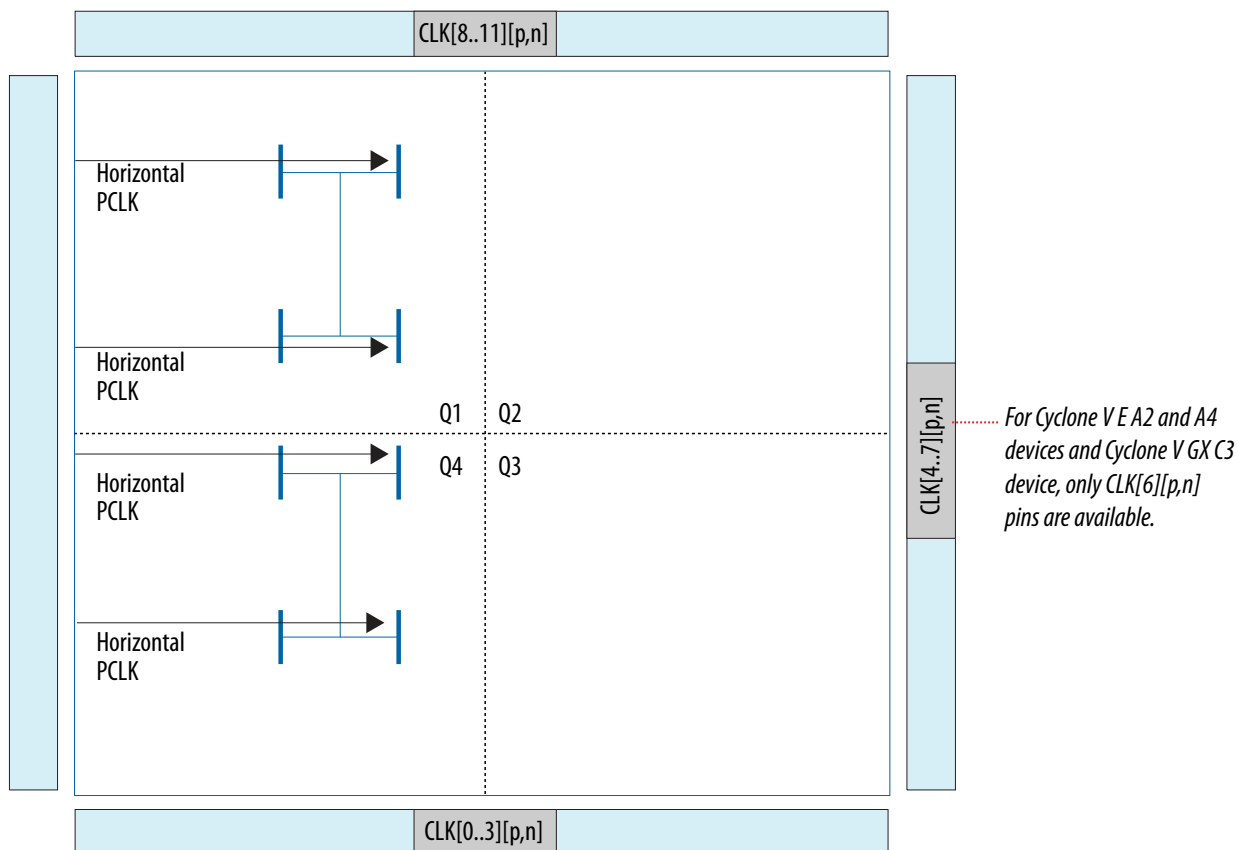 CLK[8..11][p,n]
Horizontal
PCLK
Horizontal
PCLK
Q1
Q2
Q4
Q3
Horizontal
PCLK
Horizontal
PCLK
CLK[4..7][p,n]
For Cyclone V E A2 and A4
devices and Cyclone V GX C3
device, only CLK[6][p,n]
pins are available.
CLK[0..3][p,n]